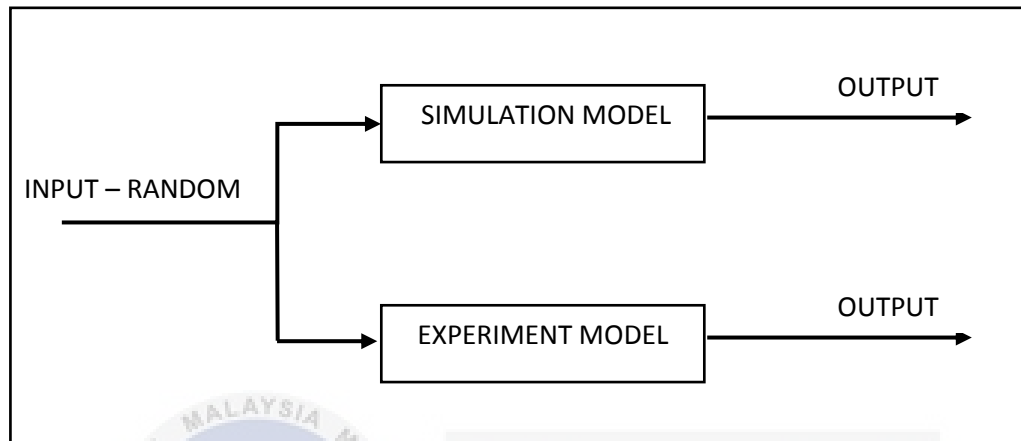 OUTPUT
SIMULATION MODEL
INPUT – RANDOM
OUTPUT
EXPERIMENT MODEL
MALAYSIA